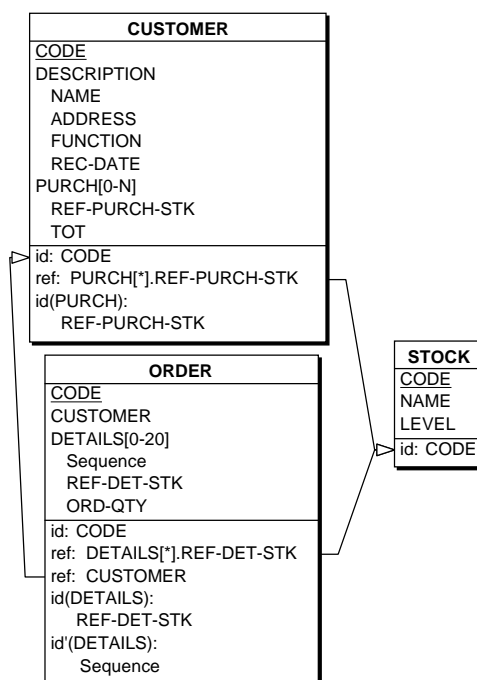 CUSTOMER
CODE
DESCRIPTION
NAME
ADDRESS
FUNCTION
REC-DATE
PURCH[0-N]
REF-PURCH-STK
TOT
id: CODE
ref: PURCH[*].REF-PURCH-STK
id(PURCH):
REF-PURCH-STK
ORDER
CODE
CUSTOMER
DETAILS[0-20]
Sequence
REF-DET-STK
ORD-QTY
id: CODE
ref: DETAILS[*].REF-DET-STK
ref: CUSTOMER
id(DETAILS):
REF-DET-STK
id'(DETAILS):
Sequence
STOCK
CODE
NAME
LEVEL
id: CODE